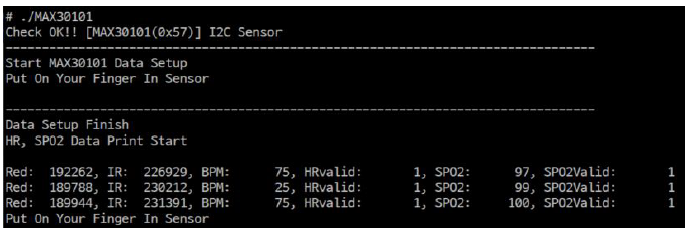 # ./MAX30101
Check OK!! [MAX30101(0x57)] I2C Sensor
--------------------------------------------------------------------------------
Start MAX30101 Data Setup
Put On Your Finger In Sensor
--------------------------------------------------------------------------------
Data Setup Finish
HR, SPO2 Data Print Start
Red:  192262, IR:  226929, BPM:      75, HRvalid:       1, SPO2:      97, SPO2Valid:       1
Red:  189788, IR:  230212, BPM:      25, HRvalid:       1, SPO2:      99, SPO2Valid:       1
Red:  189944, IR:  231391, BPM:      75, HRvalid:       1, SPO2:     100, SPO2Valid:       1
Put On Your Finger In Sensor